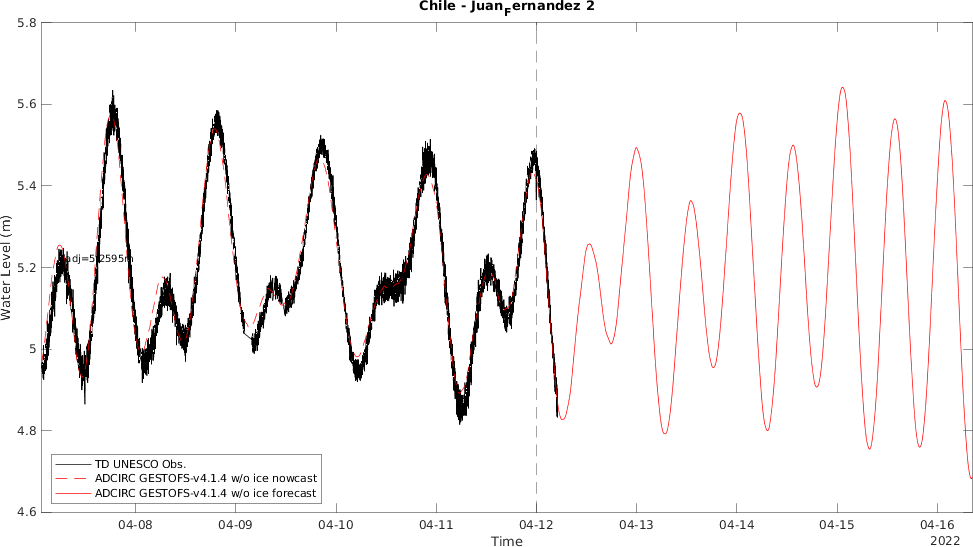 Chile - Juan_Fernandez 2
5.8
5.6
5.4
5.2
5
4.8
4.6
Water Level (m)
adj=5.2595m
TD UNESCO Obs.
ADCIRC GESTOFS-v4.1.4 w/o ice nowcast
ADCIRC GESTOFS-v4.1.4 w/o ice forecast
04-08 04-09 04-10 04-11 04-12 04-13 04-14 04-15 04-16
Time
2022